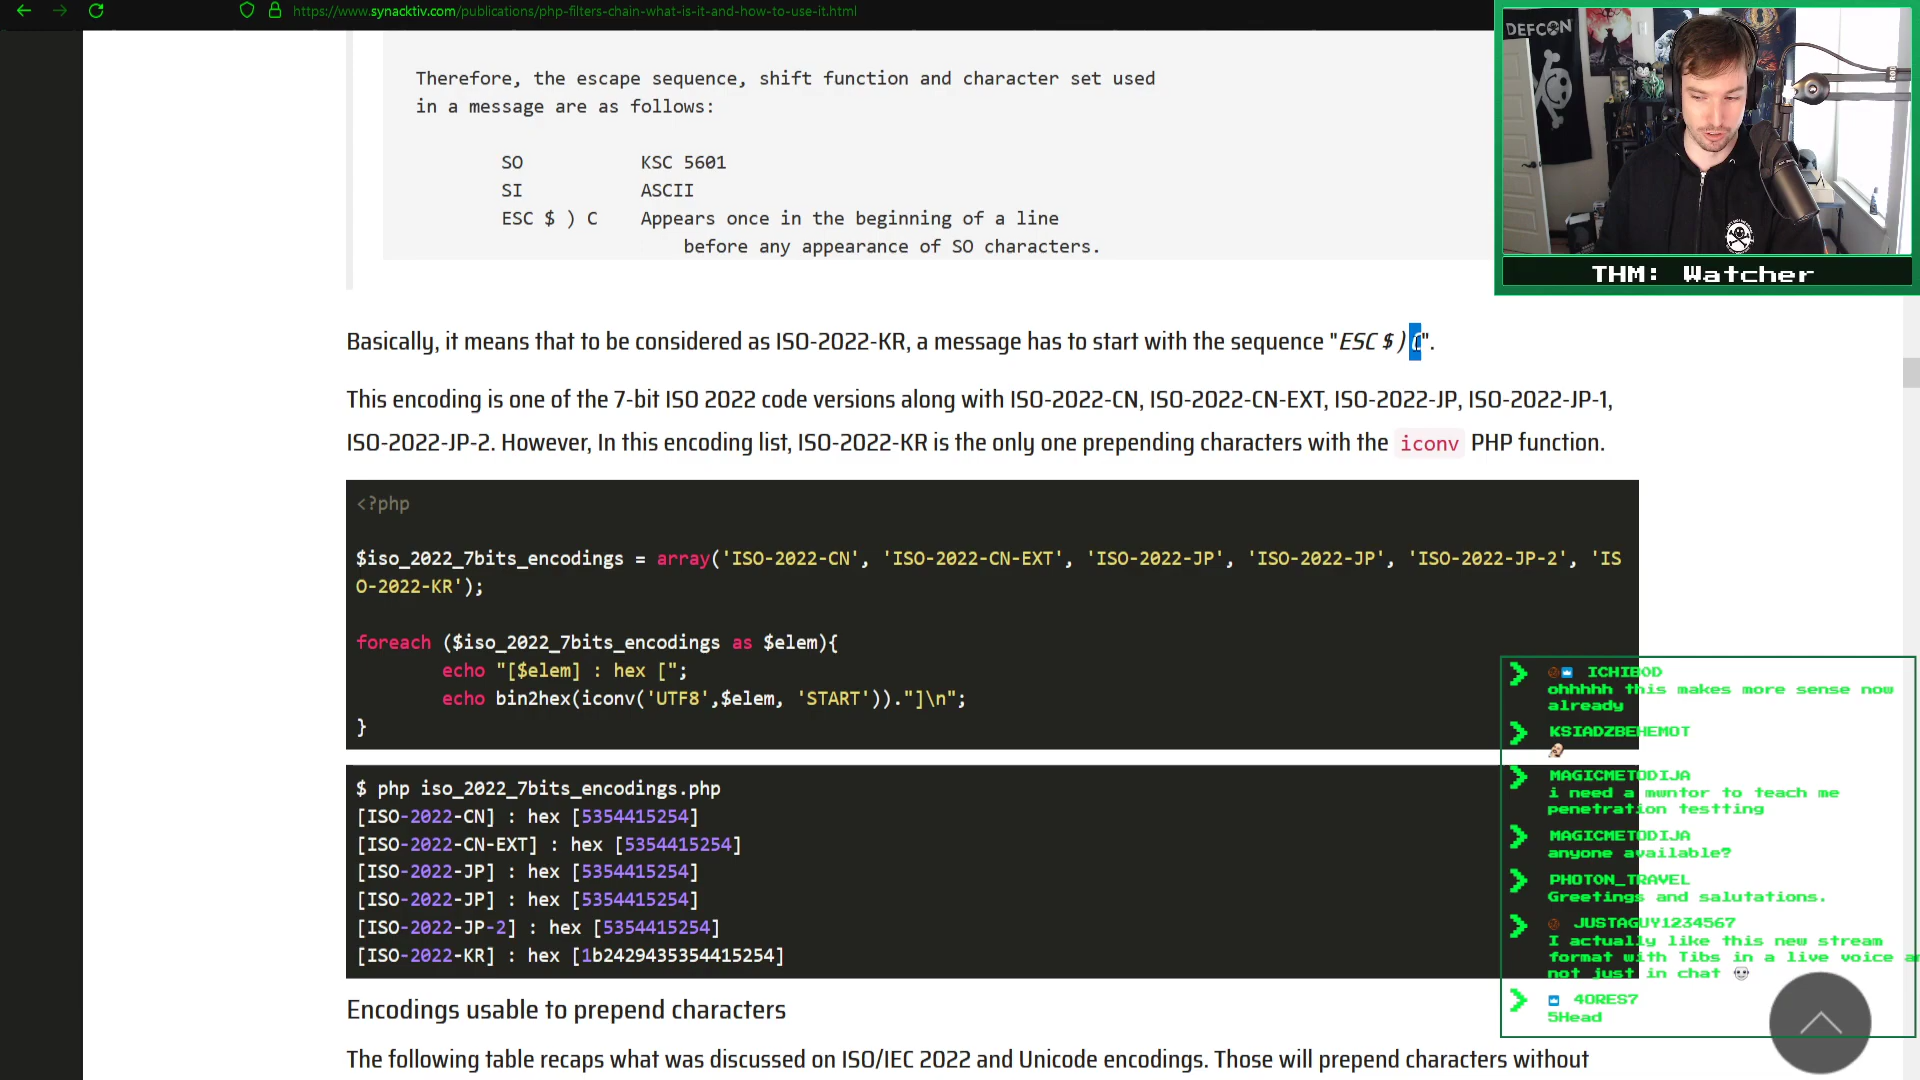 https://www.synacktiv.com/publications/php-filters-chain-what-is-it-and-how-to-use-it.html
Therefore, the escape sequence, shift function and character set used
in a message are as follows:
SO KSC 5601
SI ASCII
ESC $ ) C Appears once in the beginning of a line
before any appearance of SO characters.
DEFCON
THM: Watcher
Basically, it means that to be considered as ISO-2022-KR, a message has to start with the sequence "ESC $ ) C".
This encoding is one of the 7-bit ISO 2022 code versions along with ISO-2022-CN, ISO-2022-CN-EXT, ISO-2022-JP, ISO-2022-JP-1,
ISO-2022-JP-2. However, In this encoding list, ISO-2022-KR is the only one prepending characters with the iconv PHP function.
<?php
$iso_2022_7bits_encodings = array('ISO-2022-CN', 'ISO-2022-CN-EXT', 'ISO-2022-JP', 'ISO-2022-JP', 'ISO-2022-JP-2', 'IS
O-2022-KR');
foreach ($iso_2022_7bits_encodings as $elem){
echo "[$elem] : hex [";
echo bin2hex(iconv('UTF8',$elem, 'START'))."]\n";
}
$ php iso_2022_7bits_encodings.php
[ISO-2022-CN] : hex [5354415254]
[ISO-2022-CN-EXT] : hex [5354415254]
[ISO-2022-JP] : hex [5354415254]
[ISO-2022-JP] : hex [5354415254]
[ISO-2022-JP-2] : hex [5354415254]
[ISO-2022-KR] : hex [1b2429435354415254]
Encodings usable to prepend characters
The following table recaps what was discussed on ISO/IEC 2022 and Unicode encodings. Those will prepend characters without
ICHIBOD
ohhhhh this makes more sense now
already
KSIADZBEHEMOT
MAGICMETODIJA
i need a mwntor to teach me
penetration testting
MAGICMETODIJA
anyone available?
PHOTON_TRAVEL
Greetings and salutations.
JUSTAGUY1234567
I actually like this new stream
format with Tibs in a live voice a
not just in chat
4ORES7
5Head